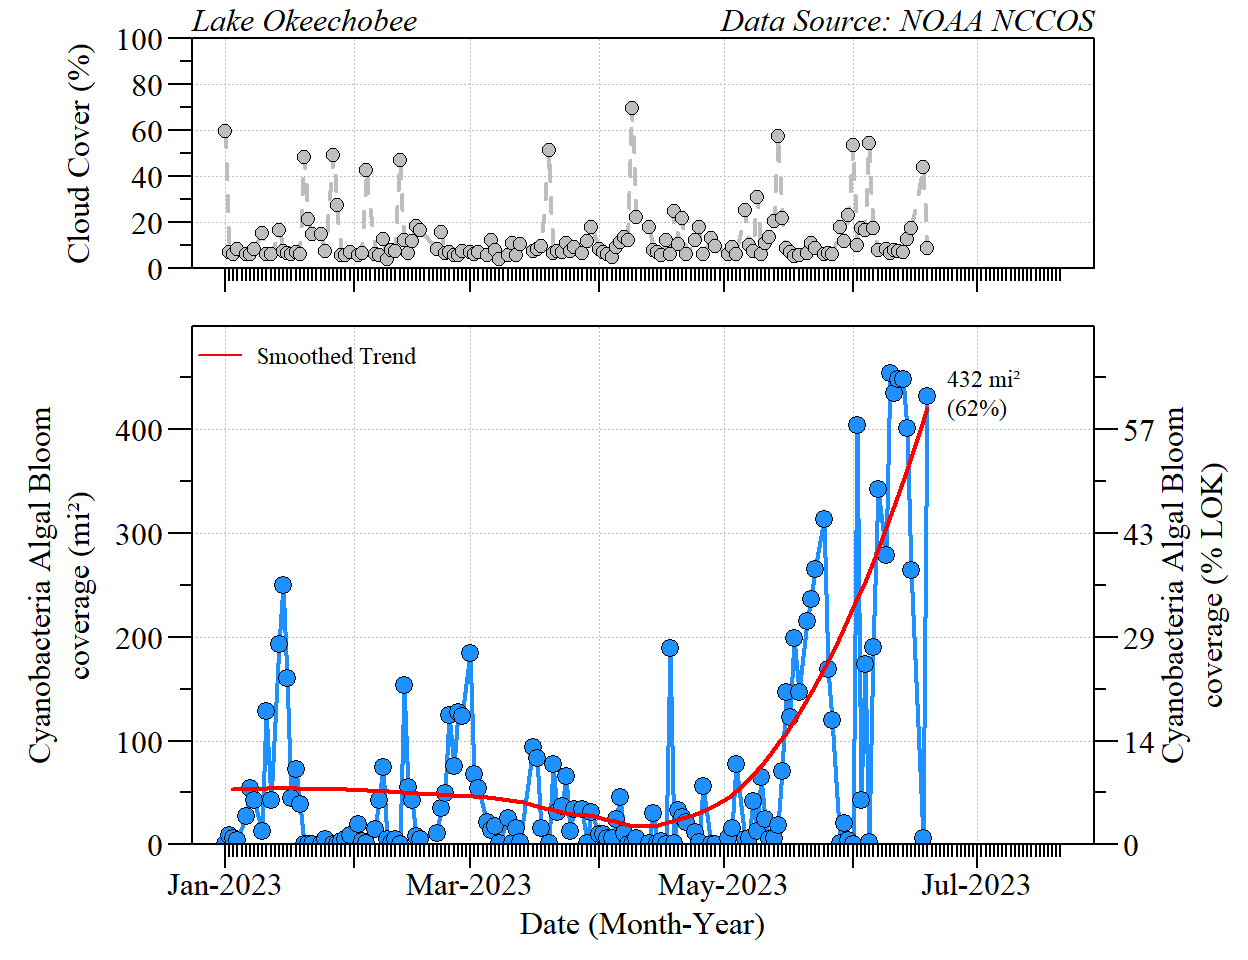 Lake Okeechobee
Data Source: NOAA NCCOS
Cloud Cover (%)
100
80
60
40
20
0
Smoothed Trend
432 mi²
(62%)
Cyanobacteria Algal Bloom
coverage (mi²)
400
300
200
100
0
57
43
29
14
0
Cyanobacteria Algal Bloom
coverage (% LOK)
Jan-2023
Mar-2023
May-2023
Jul-2023
Date (Month-Year)